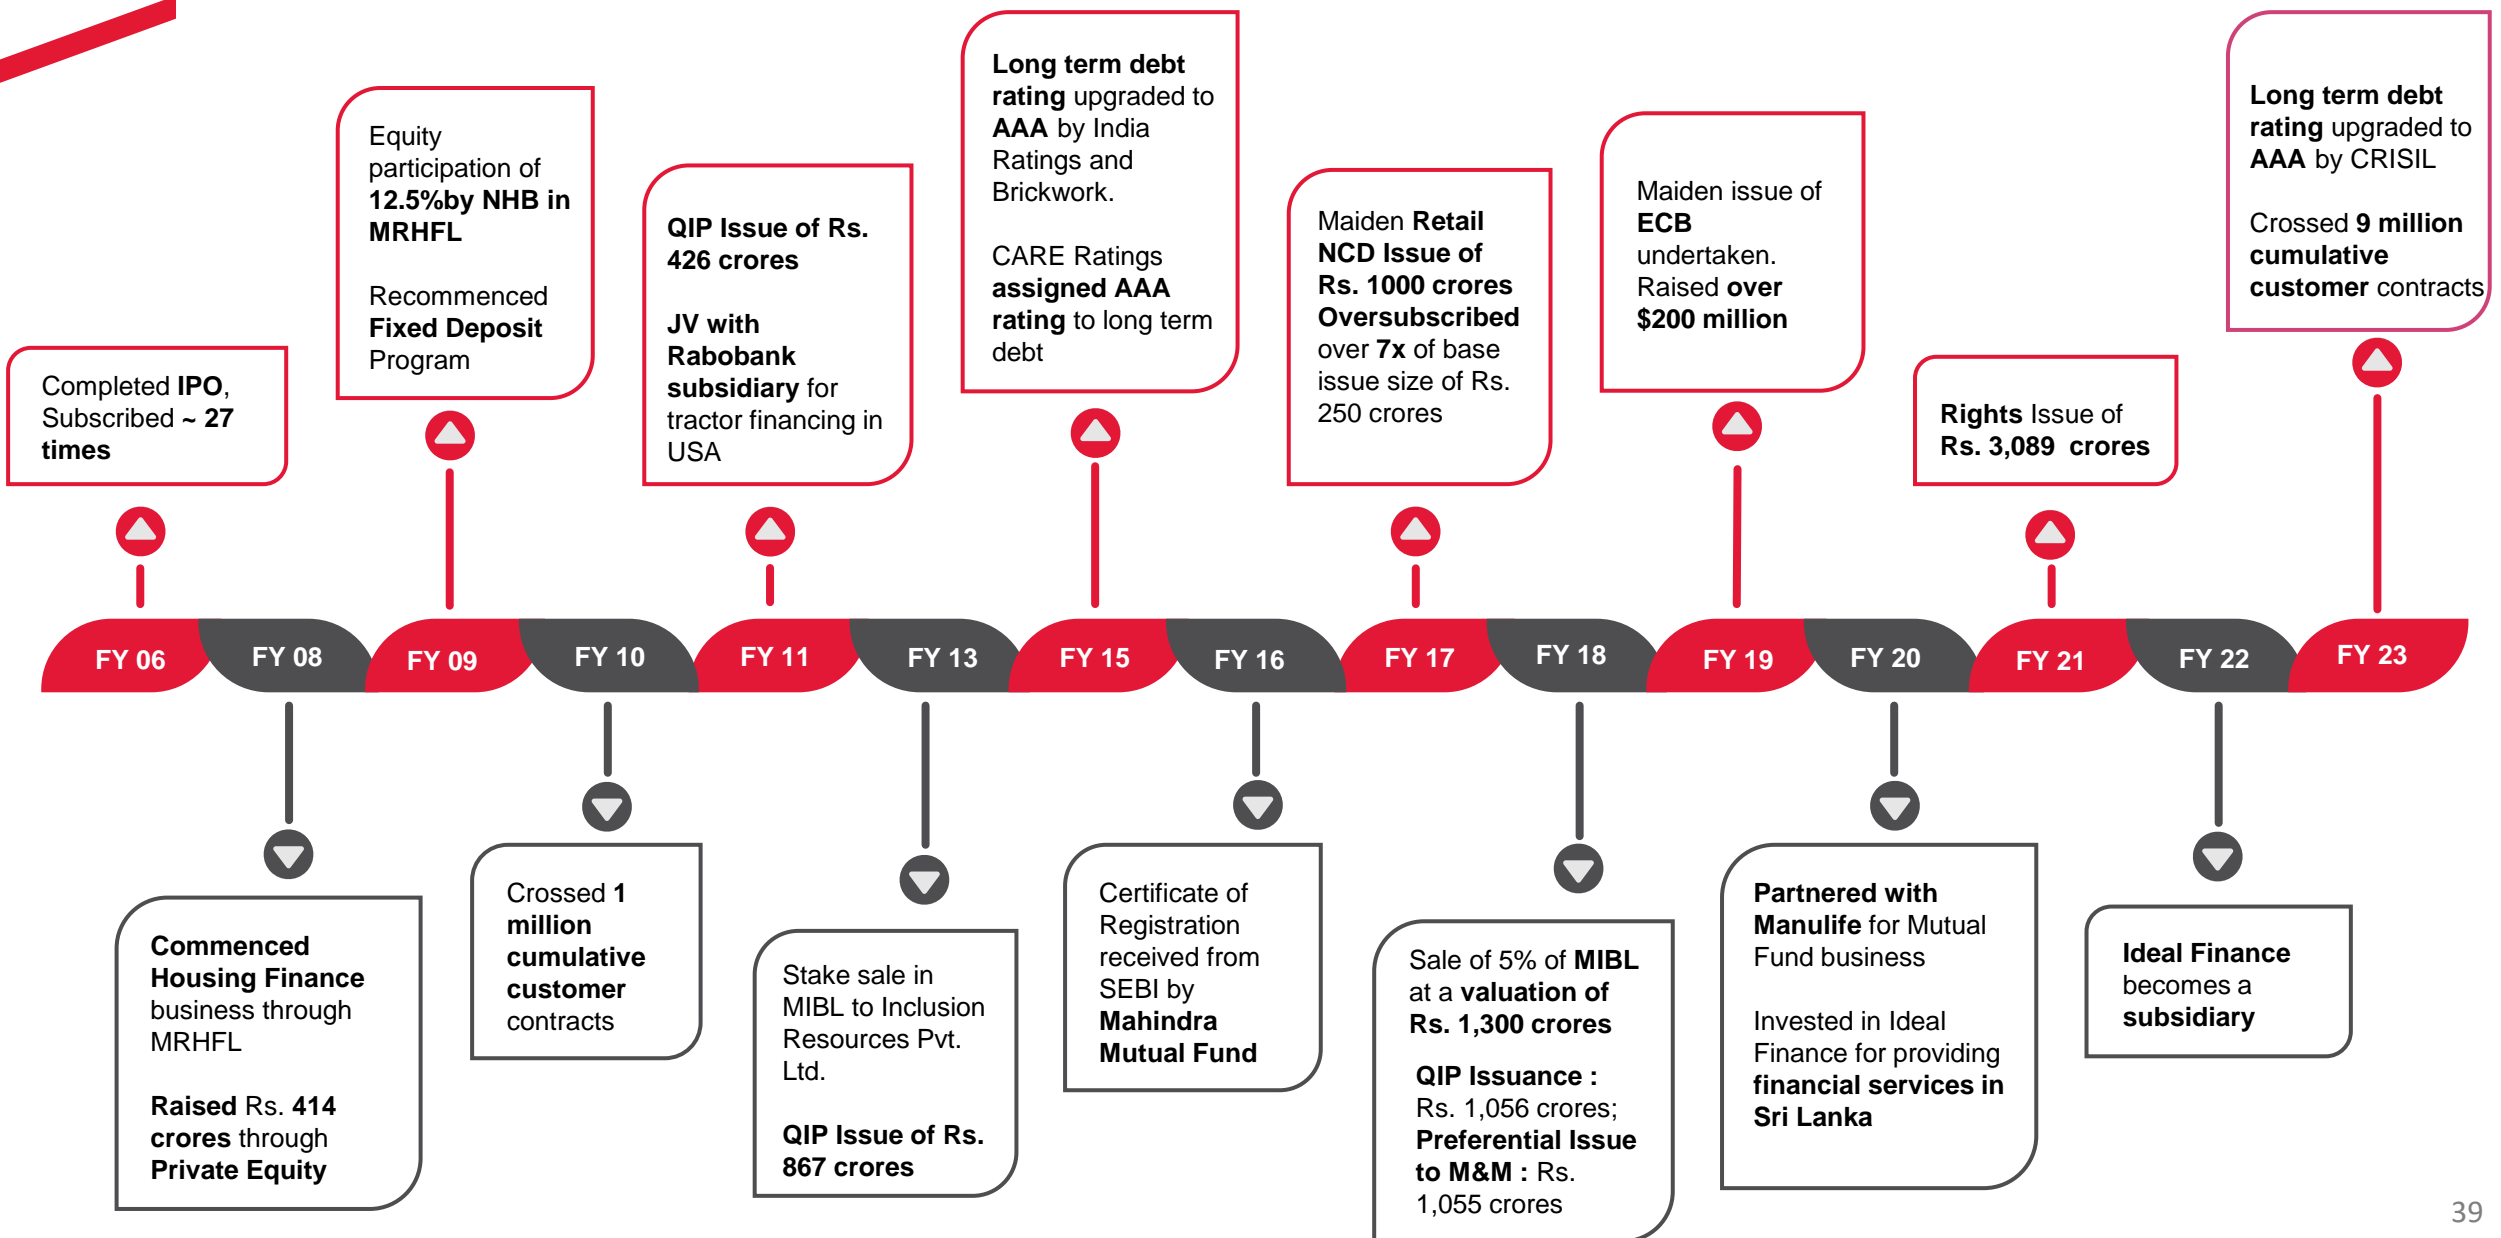 Completed IPO,
Subscribed ~ 27
times
Equity
participation of
12.5%by NHB in
MRHFL
Recommenced
Fixed Deposit
Program
QIP Issue of Rs.
426 crores
JV with
Rabobank
subsidiary for
tractor financing in
USA
Long term debt
rating upgraded to
AAA by India
Ratings and
Brickwork.
CARE Ratings
assigned AAA
rating to long term
debt
Maiden Retail
NCD Issue of
Rs. 1000 crores
Oversubscribed
over 7x of base
issue size of Rs.
250 crores
Maiden issue of
ECB
undertaken.
Raised over
$200 million
Rights Issue of
Rs. 3,089 crores
Long term debt
rating upgraded to
AAA by CRISIL
Crossed 9 million
cumulative
customer contracts
FY 06
FY 08
FY 09
FY 10
FY 11
FY 13
FY 15
FY 16
FY 17
FY 18
FY 19
FY 20
FY 21
FY 22
FY 23
Commenced
Housing Finance
business through
MRHFL
Raised Rs. 414
crores through
Private Equity
Crossed 1
million
cumulative
customer
contracts
Stake sale in
MIBL to Inclusion
Resources Pvt.
Ltd.
QIP Issue of Rs.
867 crores
Certificate of
Registration
received from
SEBI by
Mahindra
Mutual Fund
Sale of 5% of MIBL
at a valuation of
Rs. 1,300 crores
QIP Issuance :
Rs. 1,056 crores;
Preferential Issue
to M&M : Rs.
1,055 crores
Partnered with
Manulife for Mutual
Fund business
Invested in Ideal
Finance for providing
financial services in
Sri Lanka
Ideal Finance
becomes a
subsidiary
39